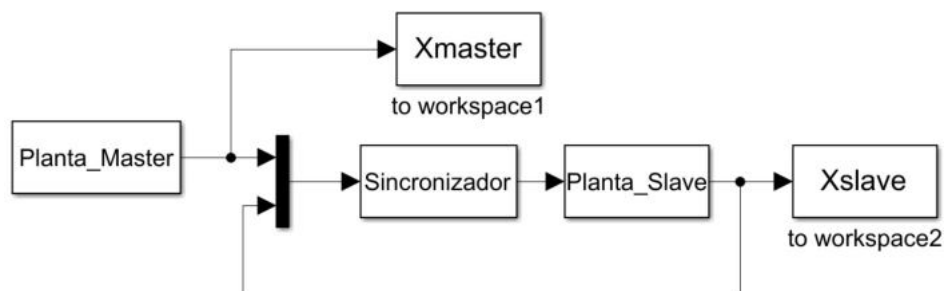 Xmaster
to workspace1
Planta_Master
Sincronizador
Planta_Slave
Xslave
to workspace2